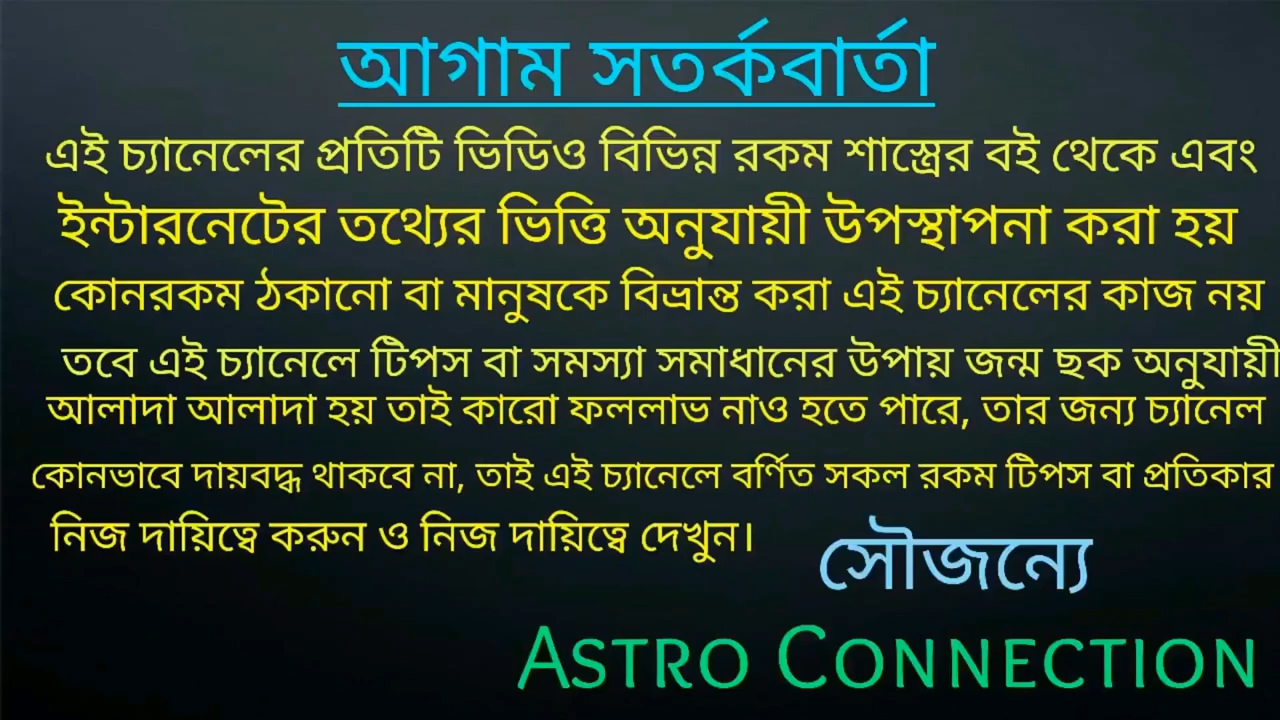 আগাম সতর্কবার্তা
এই চ্যানেলের প্রতিটি ভিডিও বিভিন্ন রকম শাস্ত্রের বই থেকে এবং
ইন্টারনেটের তথ্যের ভিত্তি অনুযায়ী উপস্থাপনা করা হয়
কোনরকম ঠকানো বা মানুষকে বিভ্রান্ত করা এই চ্যানেলের কাজ নয়
তবে এই চ্যানেলে টিপস বা সমস্যা সমাধানের উপায় জন্ম ছক অনুযায়ী
আলাদা আলাদা হয় তাই কারো ফললাভ নাও হতে পারে, তার জন্য চ্যানেল
কোনভাবে দায়বদ্ধ থাকবে না, তাই এই চ্যানেলে বর্ণিত সকল রকম টিপস বা প্রতিকার
নিজ দায়িত্বে করুন ও নিজ দায়িত্বে দেখুন।
সৌজন্যে
ASTRO CONNECTION